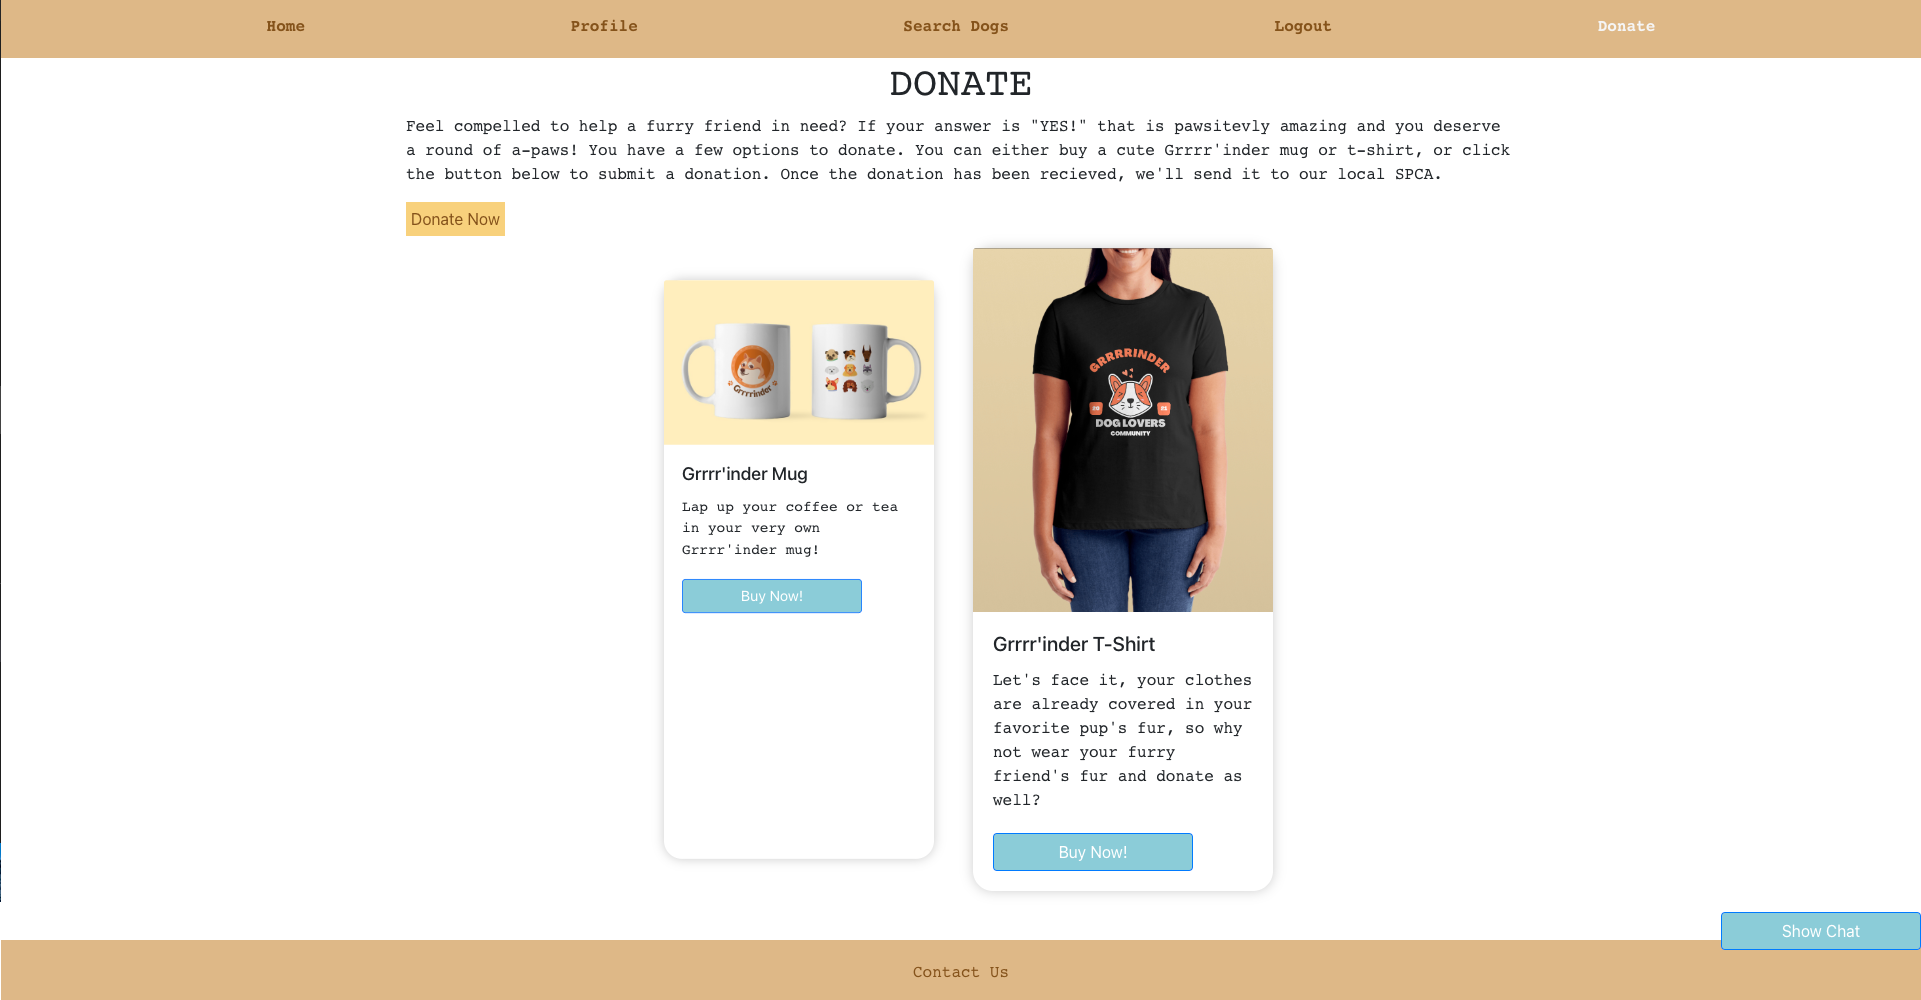 Home Profile Search Dogs Logout Donate
DONATE
Feel compelled to help a furry friend in need? If your answer is "YES!" that is pawsitevly amazing and you deserve
a round of a-paws! You have a few options to donate. You can either buy a cute Grrrr'inder mug or t-shirt, or click
the button below to submit a donation. Once the donation has been recieved, we'll send it to our local SPCA.
Donate Now
Grrrrinder
Grrrr'inder Mug
Lap up your coffee or tea
in your very own
Grrrr'inder mug!
Buy Now!
GRRRRINDER
20 21
DOG LOVERS
COMMUNITY
Grrrr'inder T-Shirt
Let's face it, your clothes
are already covered in your
favorite pup's fur, so why
not wear your furry
friend's fur and donate as
well?
Buy Now!
Show Chat
Contact Us